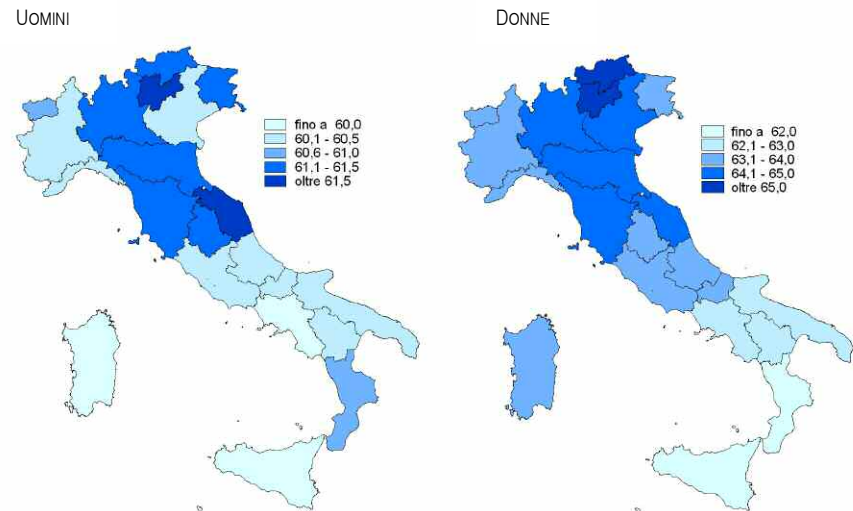 UOMINI
DONNE
fino a 60,0
60,1 - 60,5
60,6 - 61,0
61,1 - 61,5
oltre 61,5
fino a 62,0
62,1 - 63,0
63,1 - 64,0
64,1 - 65,0
oltre 65,0